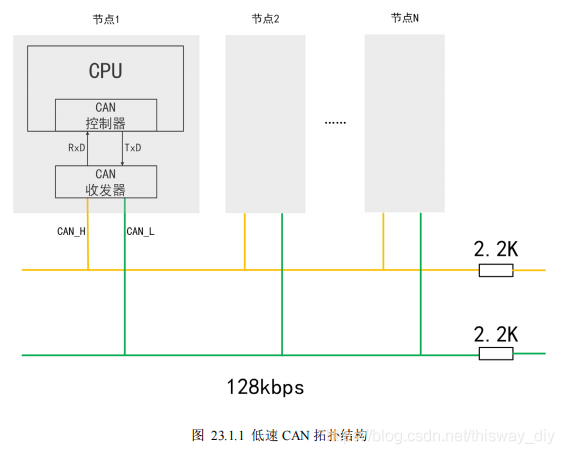 节点1
节点2
节点N
CPU
CAN
控制器
RxD
TxD
CAN
收发器
……
CAN_H
CAN_L
2.2K
2.2K
128kbps
图 23.1.1 低速 CAN 拓扑结构
https://blog.csdn.net/thisway_diy